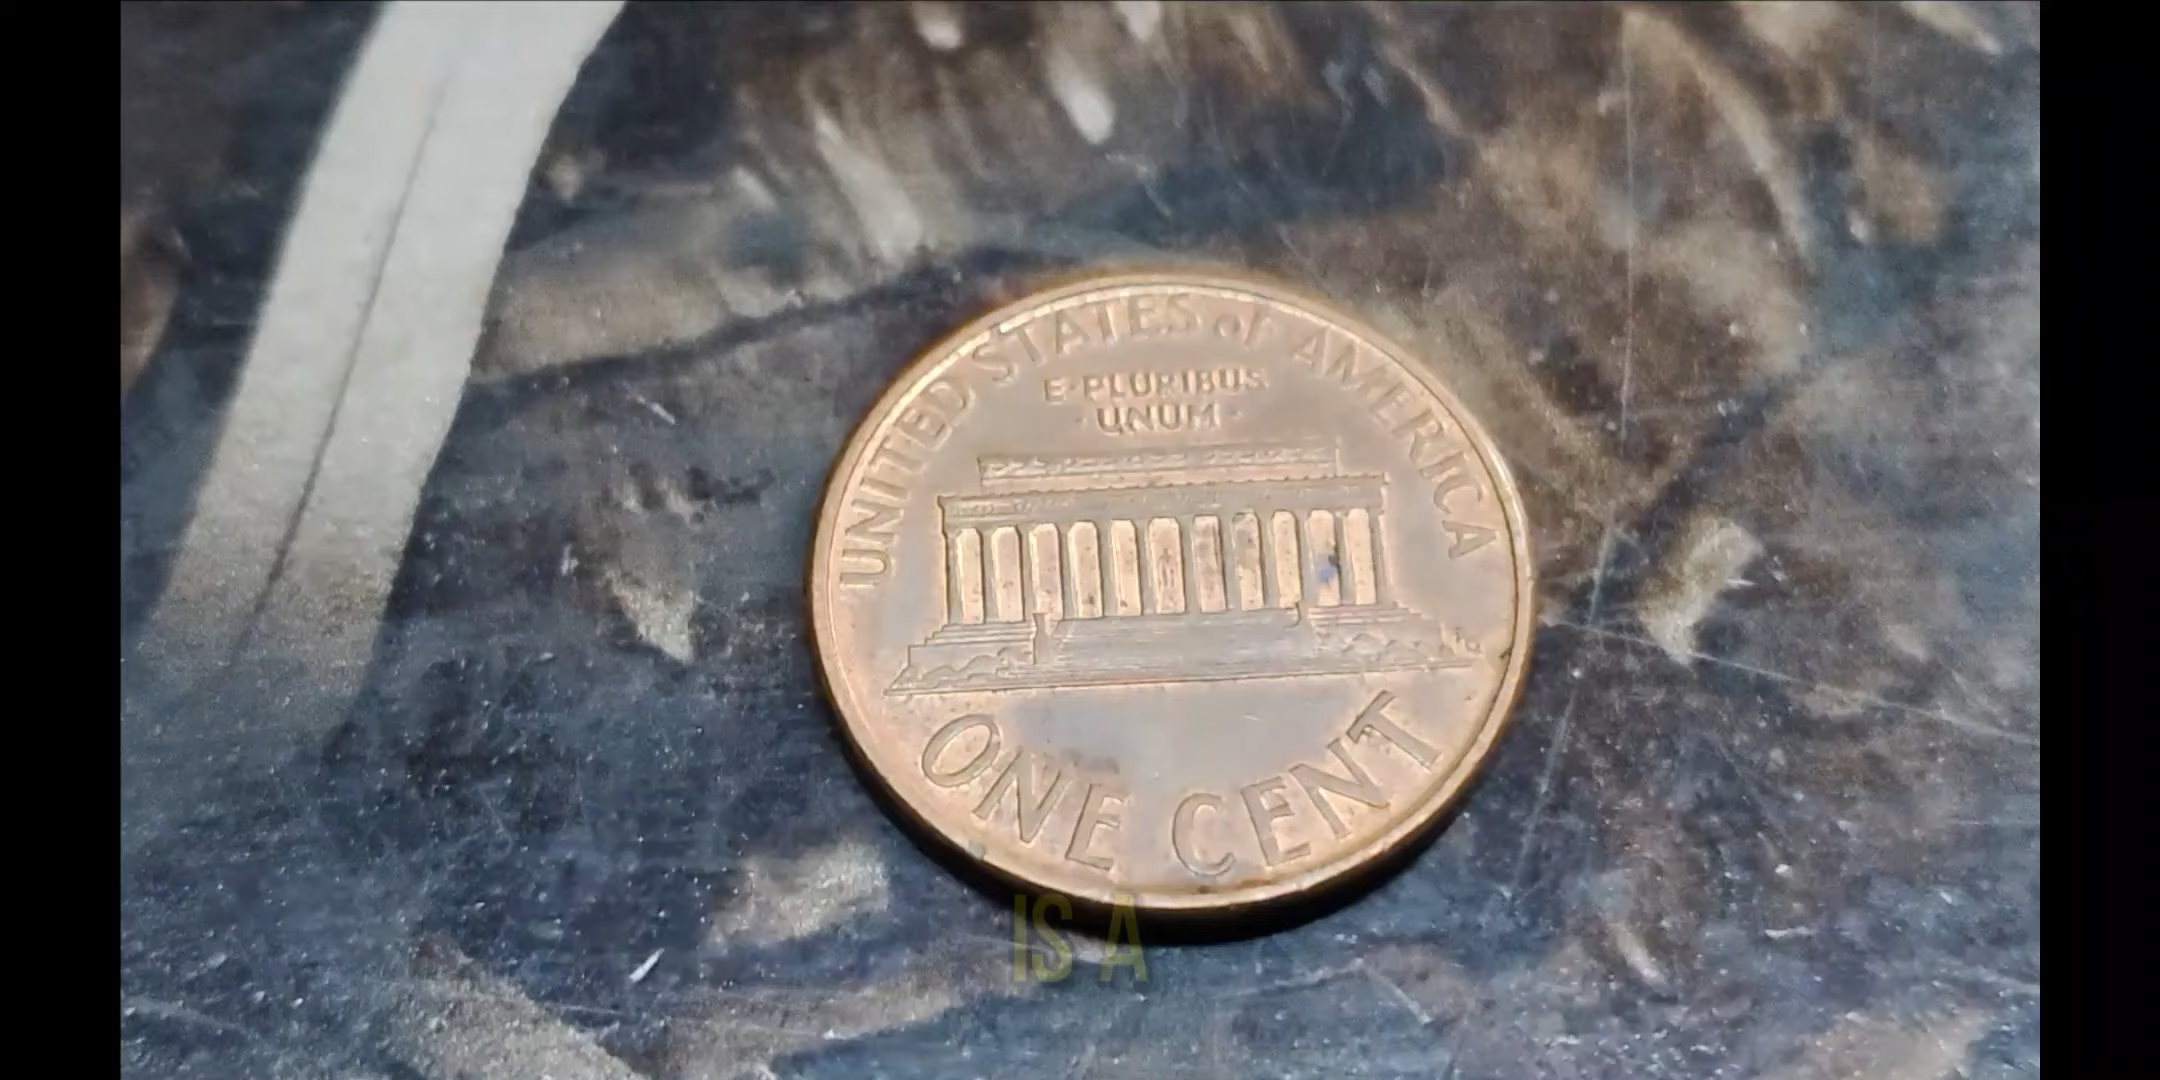 UNITED STATES of AMERICA
E·PLURIBUS
·UNUM·
ONE CENT
IS A